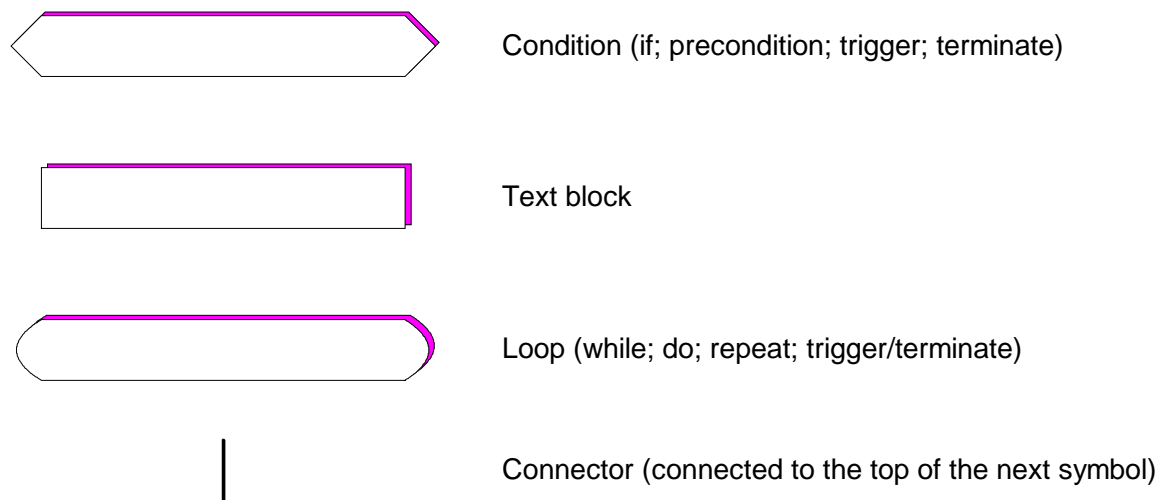 Condition (if; precondition; trigger; terminate)
Text block
Loop (while; do; repeat; trigger/terminate)
Connector (connected to the top of the next symbol)